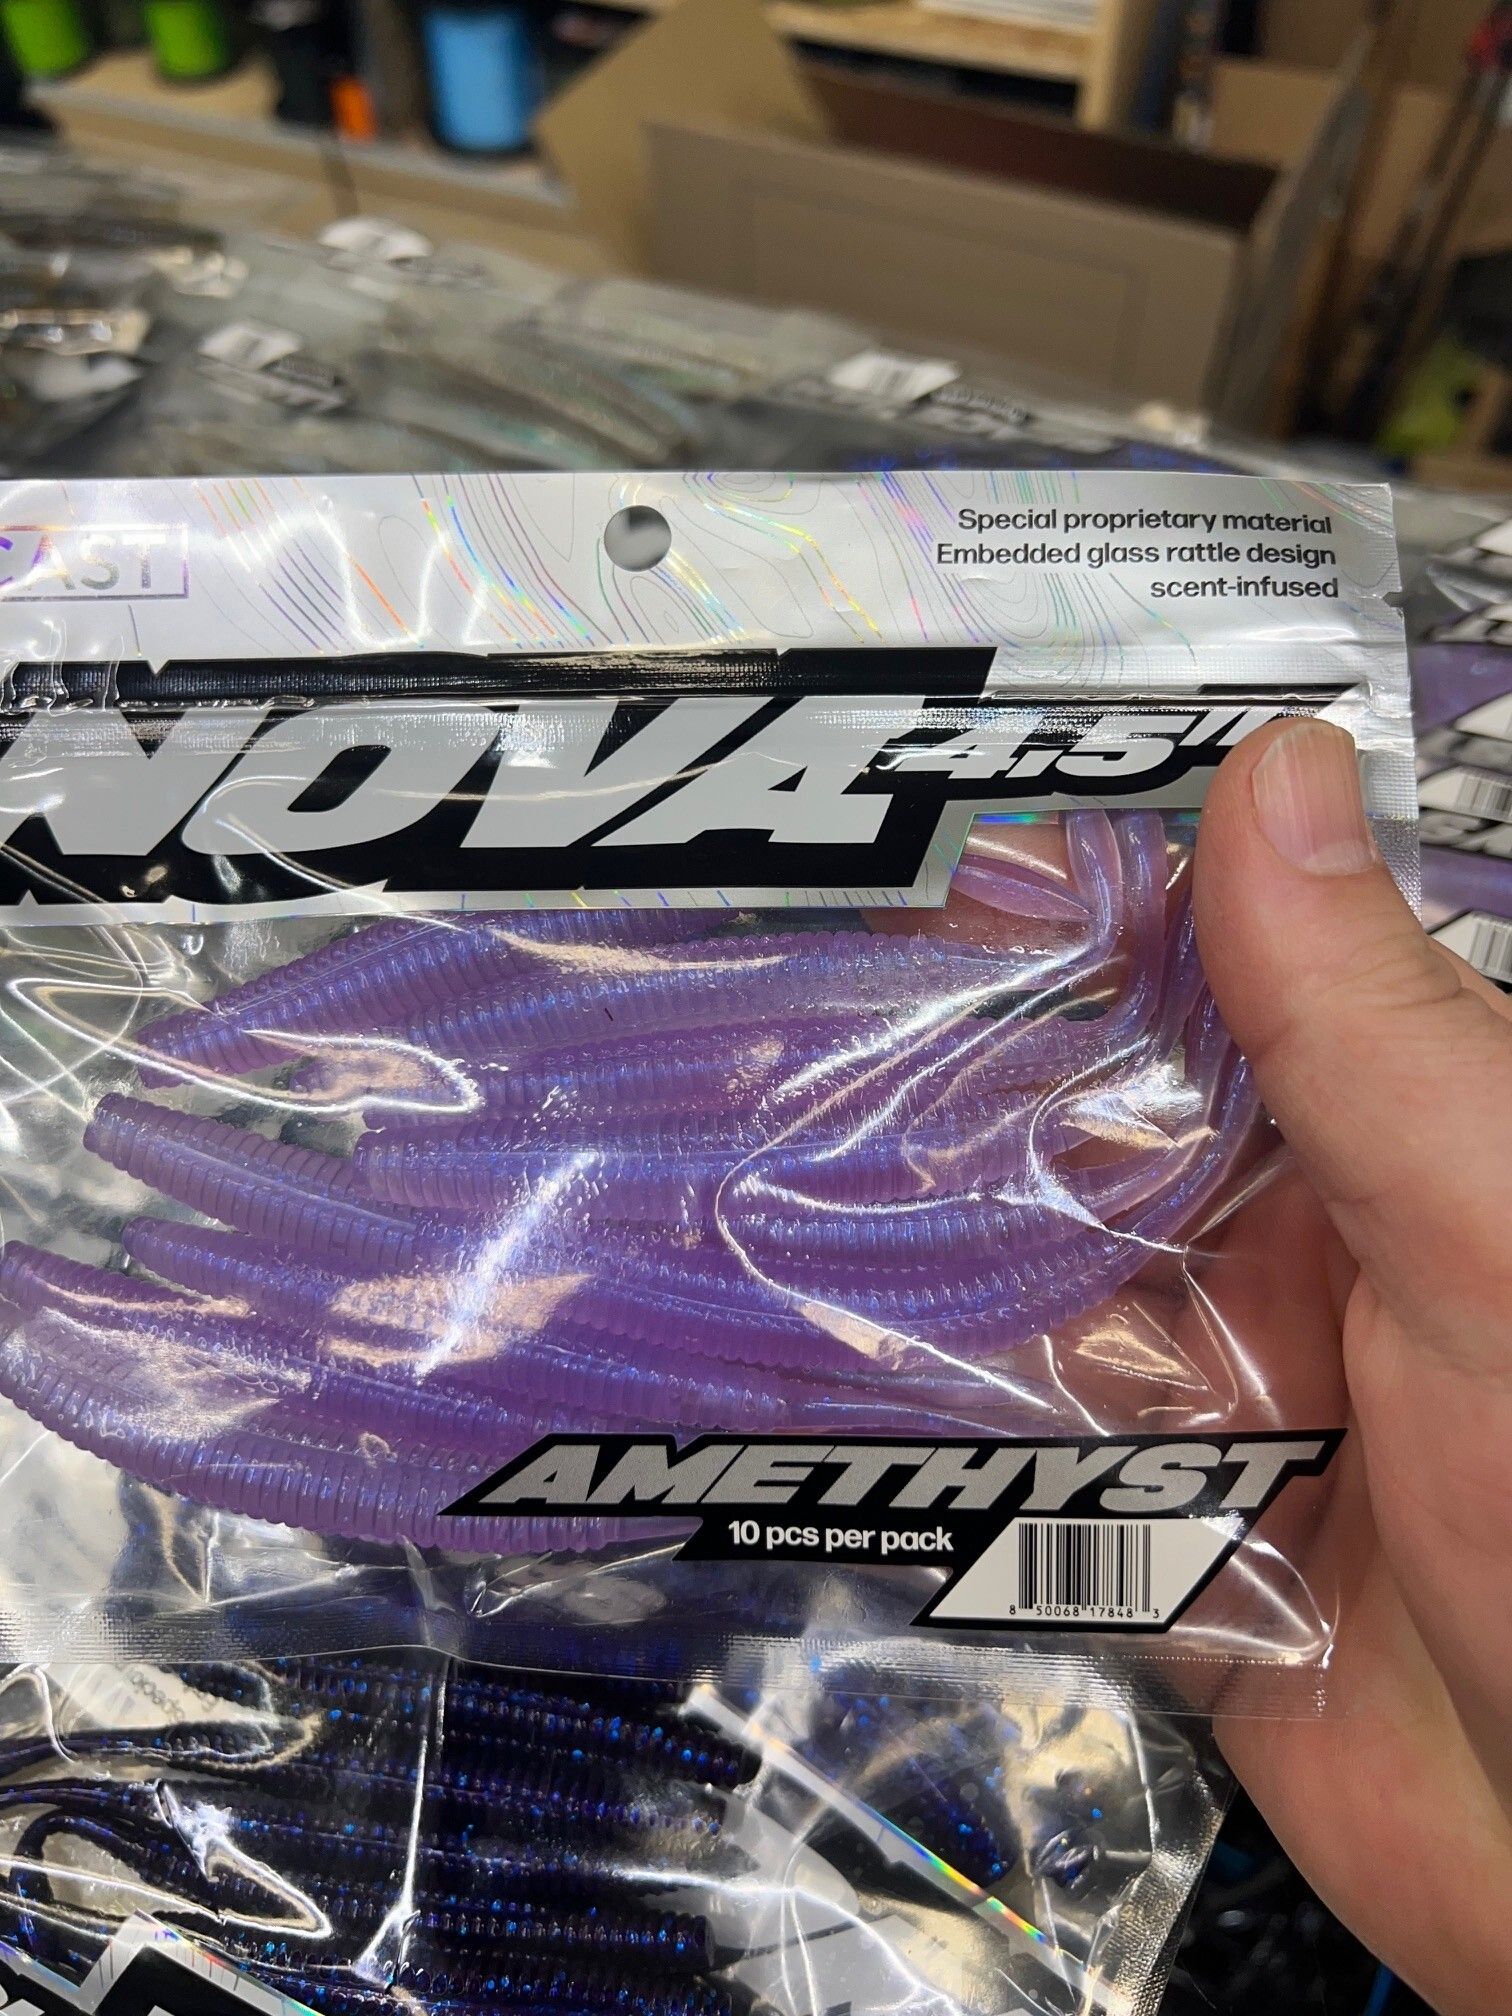 CAST
Special proprietary material
Embedded glass rattle design
scent-infused
NOVA 4.5"
AMETHYST
10 pcs per pack
8 50068 17848 3